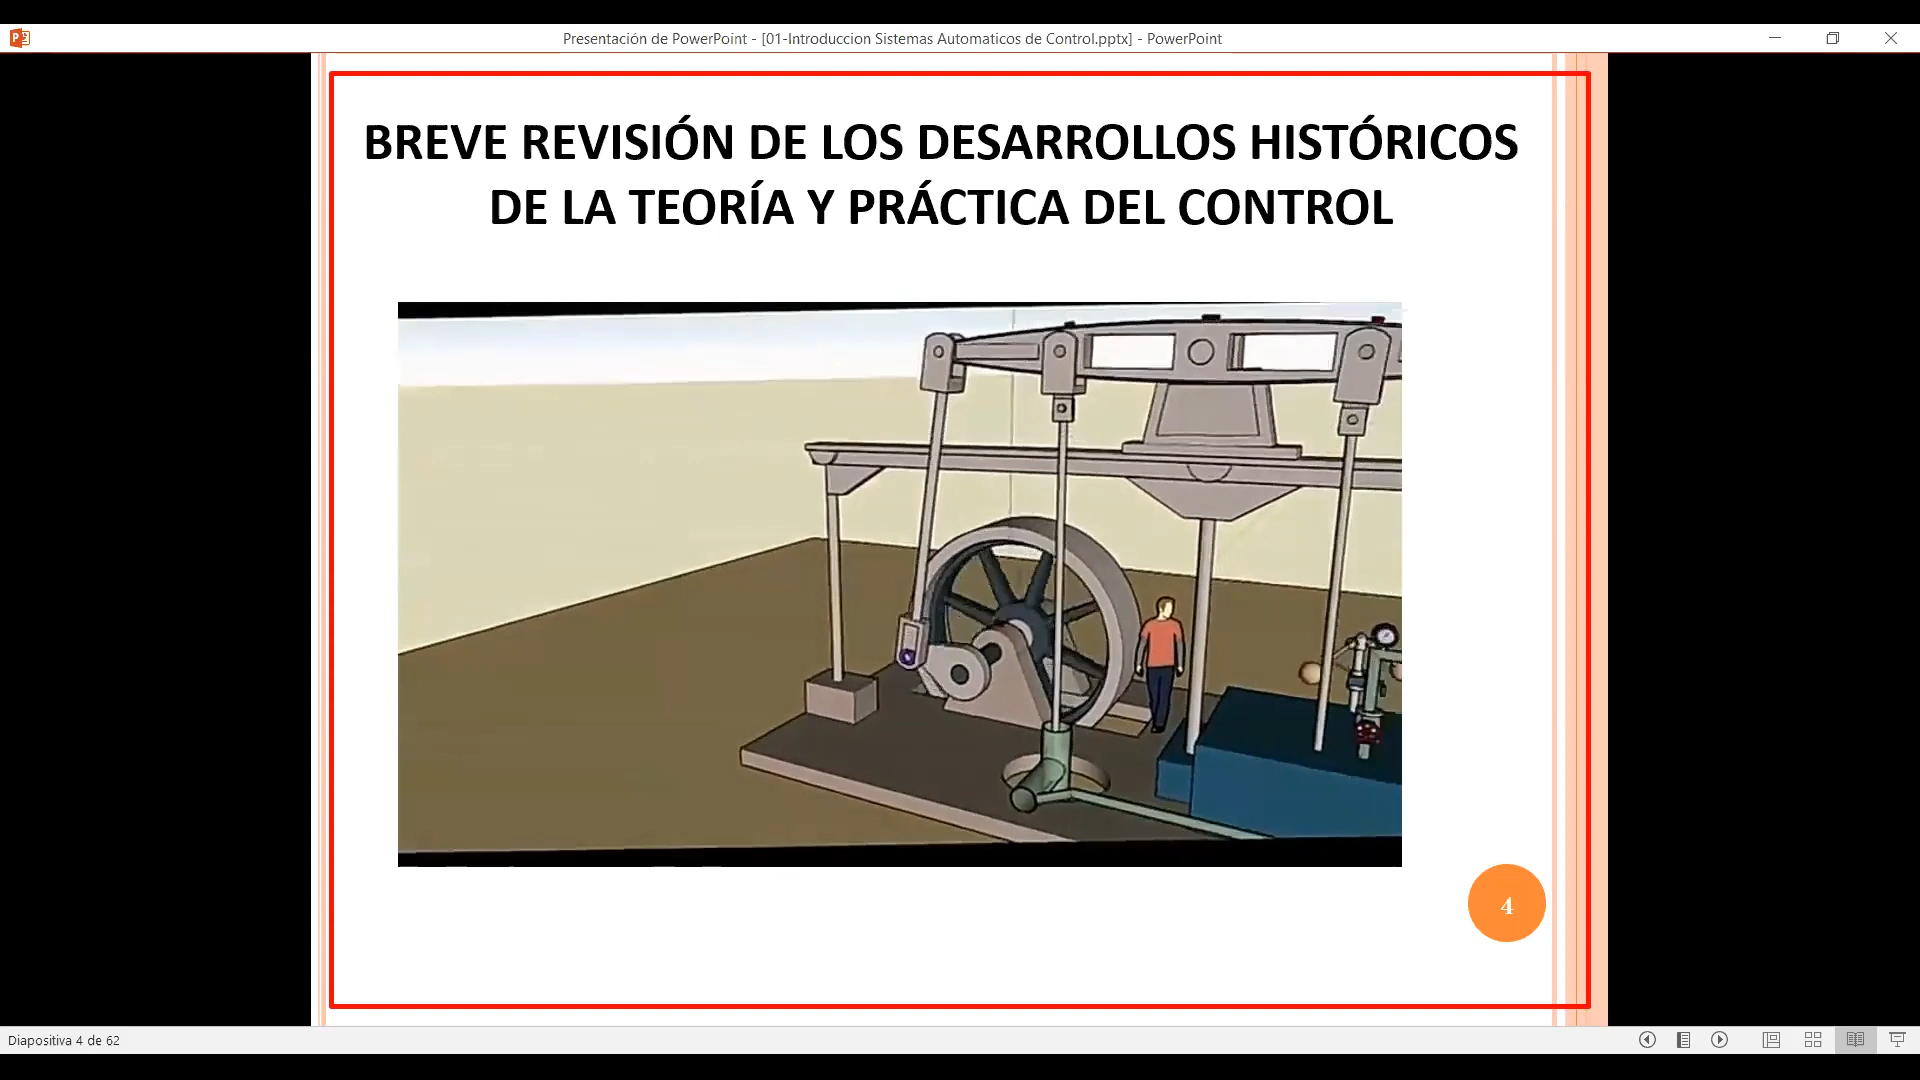 Presentación de PowerPoint - [01-Introduccion Sistemas Automaticos de Control.pptx] - PowerPoint
BREVE REVISIÓN DE LOS DESARROLLOS HISTÓRICOS
DE LA TEORÍA Y PRÁCTICA DEL CONTROL
4
Diapositiva 4 de 62